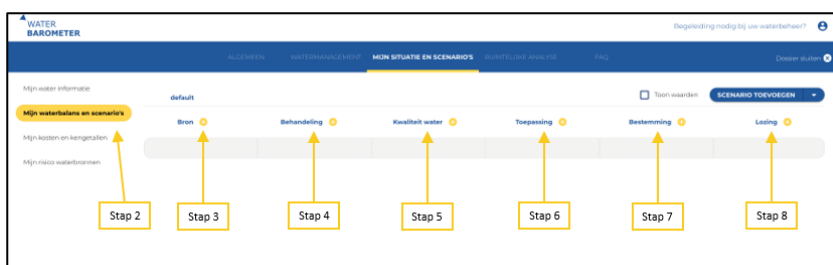 WATER
BAROMETER
Begeleiding nodig bij uw waterbeheer?
ALGEMEEN WATERMANAGEMENT MIJN SITUATIE EN SCENARIO'S RUIMTELIJKE ANALYSE FAQ Dossier sluiten
Mijn water informatie
default Toon waarden SCENARIO TOEVOEGEN
Mijn waterbalans en scenario's
Bron Behandeling Kwaliteit water Toepassing Bestemming Lozing
Mijn kosten en kengetallen
Mijn risico waterbronnen
Stap 2 Stap 3 Stap 4 Stap 5 Stap 6 Stap 7 Stap 8